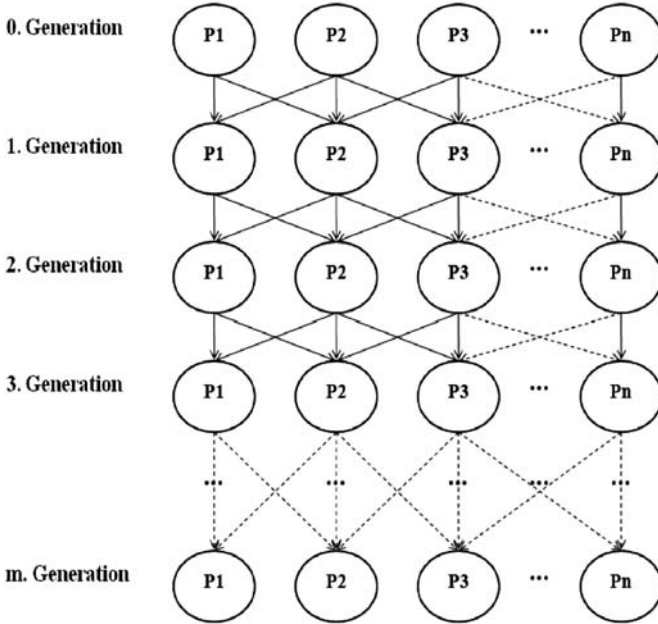 0. Generation P1 P2 P3 ... Pn
1. Generation P1 P2 P3 ... Pn
2. Generation P1 P2 P3 ... Pn
3. Generation P1 P2 P3 ... Pn
... ... ... ... ...
m. Generation P1 P2 P3 ... Pn